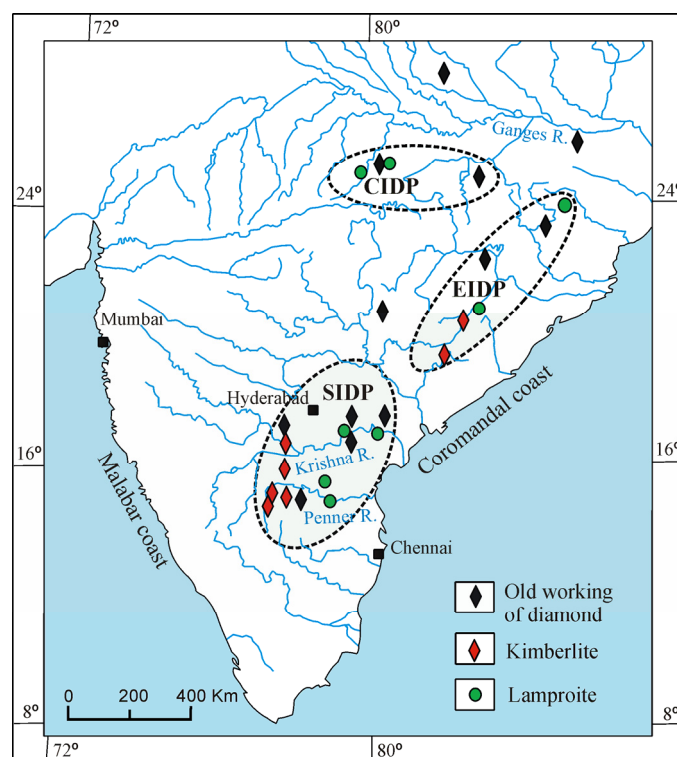 72°
80°
Ganges R.
CIDP
24°
24°
EIDP
Mumbai
SIDP
Hyderabad
Coromandal coast
16°
16°
Krishna R.
Malabar coast
Penner R.
Chennai
Old working
of diamond
Kimberlite
0 200 400 Km
Lamproite
8°
8°
72°
80°